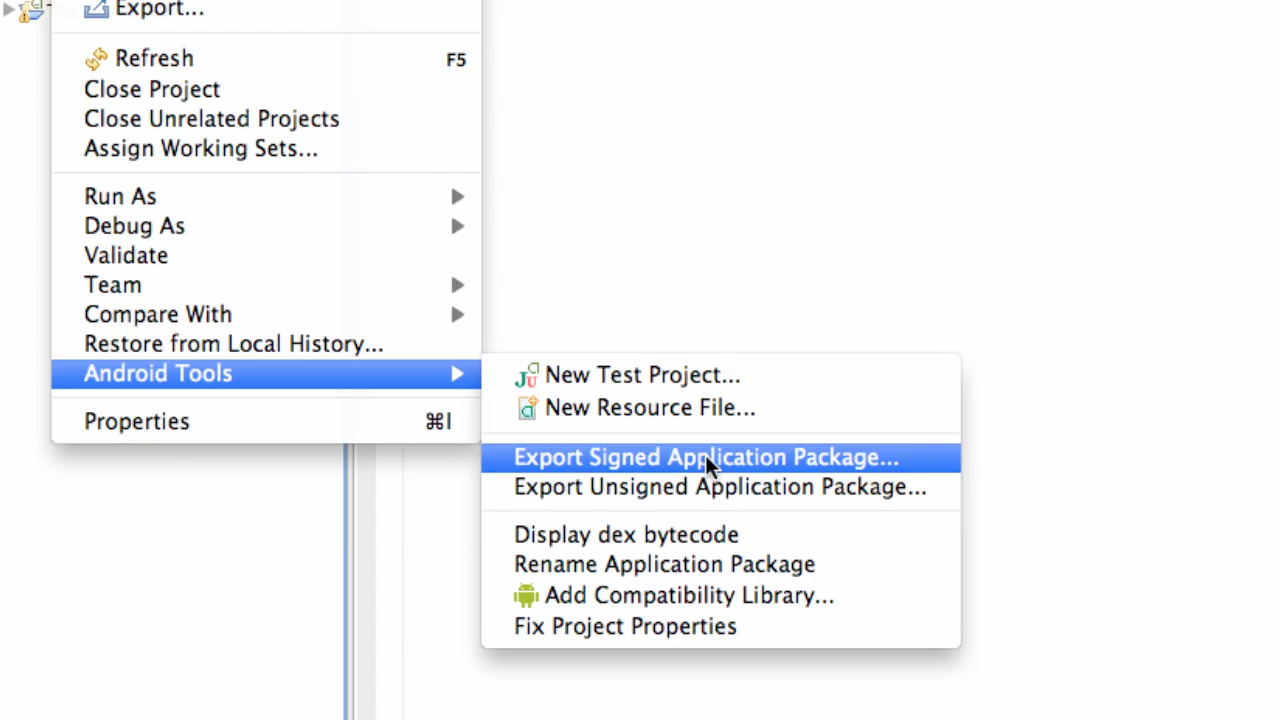 Export...
Refresh F5
Close Project
Close Unrelated Projects
Assign Working Sets...
Run As
Debug As
Validate
Team
Compare With
Restore from Local History...
Android Tools
Properties ⌘I
New Test Project...
New Resource File...
Export Signed Application Package...
Export Unsigned Application Package...
Display dex bytecode
Rename Application Package
Add Compatibility Library...
Fix Project Properties